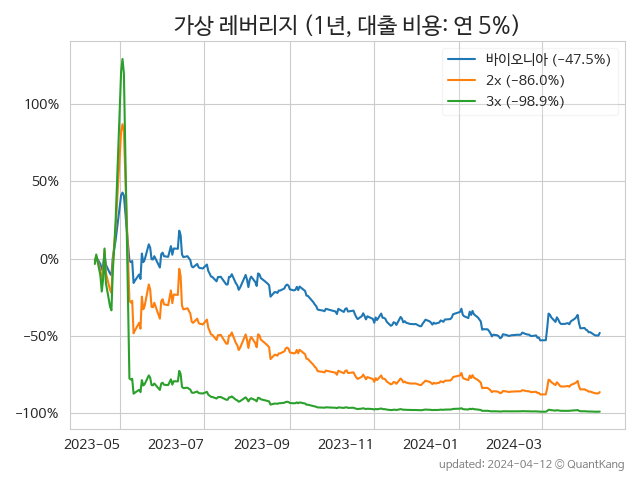 가상 레버리지 (1년, 대출 비용: 연 5%)
바이오니아 (−47.5%)
2x (−86.0%)
3x (−98.9%)
100%
50%
0%
−50%
−100%
2023-05 2023-07 2023-09 2023-11 2024-01 2024-03
updated: 2024-04-12 © QuantKang